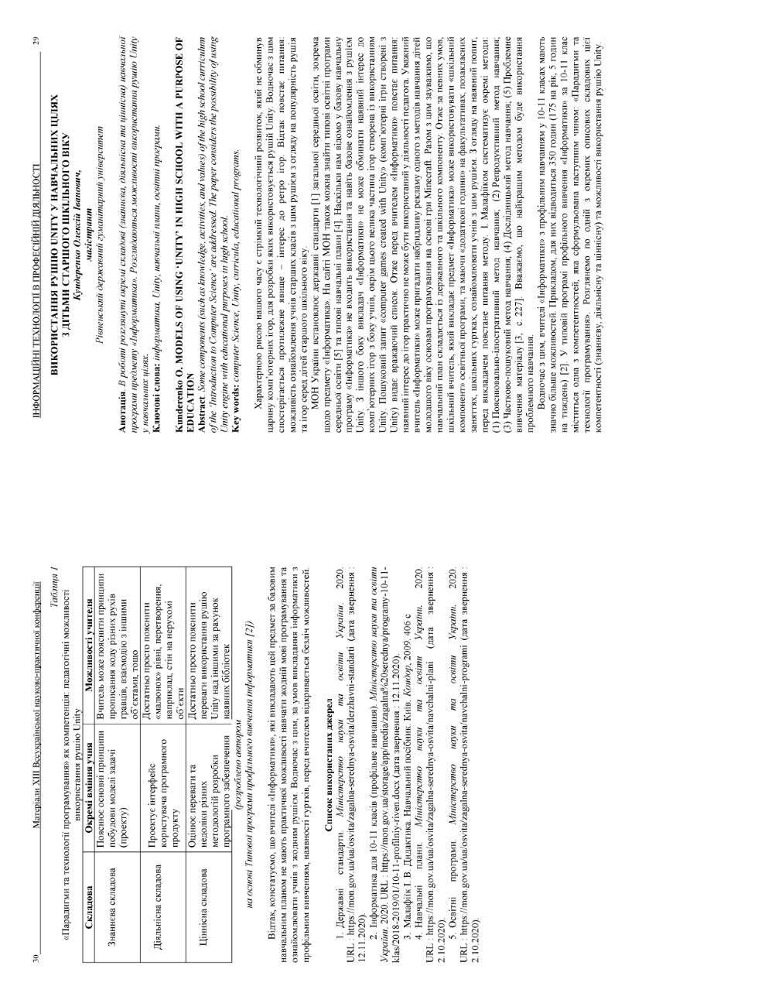 ІНФОРМАЦІЙНІ ТЕХНОЛОГІЇ В ПРОФЕСІЙНІЙ ДІЯЛЬНОСТІ 29
ВИКОРИСТАННЯ РУШІЮ UNITY У НАВЧАЛЬНИХ ЦІЛЯХ
З ДІТЬМИ СТАРШОГО ШКІЛЬНОГО ВІКУ
Кундеренко Олексій Іванович,
магістрант
Рівненський державний гуманітарний університет
Анотація. В роботі розглянуті окремі складові (знаннєва, діяльнісна та ціннісна) навчальної
програми предмету «Інформатика». Розглядаються можливості використання рушію Unity
у навчальних цілях.
Ключові слова: інформатика, Unity, навчальні плани, освітні програми.
Kunderenko O. MODELS OF USING 'UNITY' IN HIGH SCHOOL WITH A PURPOSE OF
EDUCATION
Abstract. Some components (such as knowledge, activities, and values) of the high school curriculum
of the 'Introduction to Computer Science' are addressed. The paper considers the possibility of using
Unity engine with educational purposes in high school.
Key words: computer Science, Unity, curricula, educational programs.
Характерною рисою нашого часу є стрімкий технологічний розвиток, який не обминув
царину комп'ютерних ігор, для розробки яких використовується рушій Unity. Водночас з цим
спостерігається протилежне явище – інтерес до ретро ігор. Відтак повстає питання:
можливість ознайомлення учнів старших класів з цим рушієм з огляду на популярність рушія
та ігор серед дітей старшого шкільного віку.
МОН України встановлює державні стандарти [1] загальної середньої освіти, зокрема
щодо предмету «Інформатика». На сайті МОН також можна знайти типові освітні програми
середньої освіти [5] та типові навчальні плани [4]. Наскільки нам відомо у базову навчальну
програму «Інформатика» не входить використання та навіть базове ознайомлення з рушієм
Unity. З іншого боку викладач «Інформатики» не може обминати наявний інтерес до
комп'ютерних ігор з боку учнів, окрім цього велика частина ігор створена із використанням
Unity. Пошуковий запит «computer games created with Unity» (комп'ютерні ігри створені з
Unity) видає вражаючий список. Отже перед вчителем «Інформатики» повстає питання:
наявний інтерес до ігор практично не може бути використаний у діяльності педагога. Уважений
вчитель «Інформатики» може пригадати набридливу рекламу одного з методів навчання дітей
молодшого віку основам програмування на основі гри Minecraft. Разом з цим зауважимо, що
навчальний план складається із державного та шкільного компоненту. Отже за певних умов,
шкільний вчитель, який викладає предмет «Інформатика» може використовувати «шкільний
компонент» освітньої програми, та маючи «додаткові години» на факультативах, позакласних
заняттях, шкільних гуртках, ознайомлювати учнів з цим рушієм. З огляду на наявний попит,
перед викладачем повстане питання методу. І. Малафіїком систематизує окремі методи:
(1) Пояснювально-ілюстративний метод навчання; (2) Репродуктивний метод навчання;
(3) Частково-пошуковий метод навчання; (4) Дослідницький метод навчання; (5) Проблемне
вивчення матеріалу [3, с. 227]. Вважаємо, що найкращим методом буде використання
проблемного навчання.
Водночас з цим, вчителі «Інформатики» з профільним навчанням у 10-11 класах мають
значно більше можливостей. Прикладом, для них відводиться 350 годин (175 на рік, 5 годин
на тиждень) [2]. У типовій програмі профільного вивчення «Інформатики» за 10-11 клас
міститься одна з компетентностей, яка сформульована наступним чином: «Парадигми та
технології програмування». Розглянемо по одній з окремих описових складових цієї
компетентності (знаннєву, діяльнісну та ціннісну) та можливості використання рушію Unity.
30 Матеріали XIII Всеукраїнської науково-практичної конференції
Таблиця 1
«Парадигми та технології програмування» як компетенція: педагогічні можливості
використання рушію Unity
Складова | Окремі вміння учня | Можливості учителя
Знаннєва складова | Пояснює основні принципи побудови моделі задачі (проекту) | Вчитель може пояснити принципи прописання коду різних рухів гравців, взаємодію з іншими об'єктами, тощо
Діяльнісна складова | Проектує інтерфейс користувача програмного продукту | Достатньо просто пояснити «малюнок» рівні, перетворення, наприклад, стін на нерухомі об'єкти
Ціннісна складова | Оцінює переваги та недоліки різних методологій розробки програмного забезпечення | Достатньо просто пояснити переваги використання рушію Unity над іншими за рахунок наявних бібліотек
(розроблено автором
на основі Типової програми профільного вивчення інформатики [2])
Відтак, констатуємо, що вчителі «Інформатики», які викладають цей предмет за базовим
навчальним планом не мають практичної можливості навчати жодній мові програмування та
ознайомлювати учнів з жодним рушієм. Водночас з цим, за умов викладання інформатики з
профільним вивченням, наявності гуртків, перед вчителем відкривається безліч можливостей.
Список використаних джерел
1. Державні стандарти. Міністерство науки та освіти України. 2020.
URL : https://mon.gov.ua/ua/osvita/zagalna-serednya-osvita/derzhavni-standarti (дата звернення :
12.11.2020).
2. Інформатика для 10-11 класів (профільне навчання). Міністерство науки та освіти
України. 2020. URL : https://mon.gov.ua/storage/app/media/zagalna%20serednya/programy-10-11-
klas/2018-2019/01/10-11-profilniy-riven.docx (дата звернення : 12.11.2020).
3. Малафіїк І. В. Дидактика. Навчальний посібник. Київ. Кондор, 2009. 406 с
4. Навчальні плани. Міністерство науки та освіти України. 2020.
URL : https://mon.gov.ua/ua/osvita/zagalna-serednya-osvita/navchalni-plani (дата звернення :
2.10.2020).
5. Освітні програми. Міністерство науки та освіти України. 2020.
URL : https://mon.gov.ua/ua/osvita/zagalna-serednya-osvita/navchalni-programi (дата звернення :
2.10.2020).